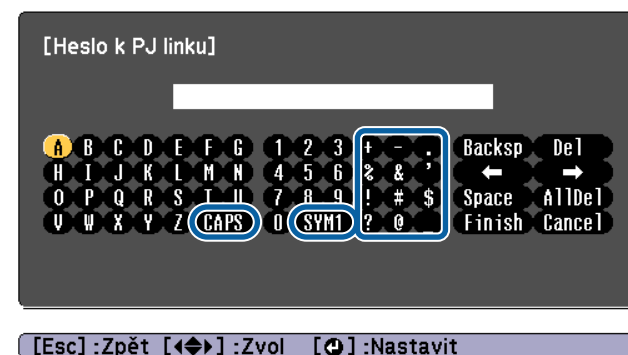 [Heslo k PJ linku]
A B C D E F G 1 2 3 + - . Backsp Del
H I J K L M N 4 5 6 % & ’ ← →
O P Q R S T U 7 8 9 ! # $ Space AllDel
V W X Y Z CAPS 0 SYM1 ? @ _ Finish Cancel
[Esc] :Zpět [◀◆▶] :Zvol [↵] :Nastavit